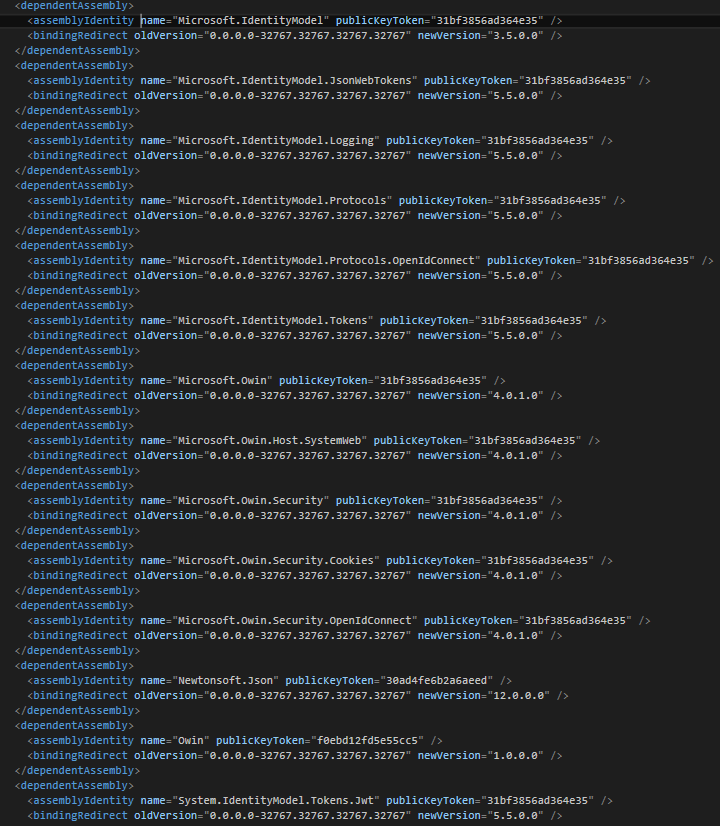 <dependentAssembly>
<assemblyIdentity name="Microsoft.IdentityModel" publicKeyToken="31bf3856ad364e35" />
<bindingRedirect oldVersion="0.0.0.0-32767.32767.32767.32767" newVersion="3.5.0.0" />
</dependentAssembly>
<dependentAssembly>
<assemblyIdentity name="Microsoft.IdentityModel.JsonWebTokens" publicKeyToken="31bf3856ad364e35" />
<bindingRedirect oldVersion="0.0.0.0-32767.32767.32767.32767" newVersion="5.5.0.0" />
</dependentAssembly>
<dependentAssembly>
<assemblyIdentity name="Microsoft.IdentityModel.Logging" publicKeyToken="31bf3856ad364e35" />
<bindingRedirect oldVersion="0.0.0.0-32767.32767.32767.32767" newVersion="5.5.0.0" />
</dependentAssembly>
<dependentAssembly>
<assemblyIdentity name="Microsoft.IdentityModel.Protocols" publicKeyToken="31bf3856ad364e35" />
<bindingRedirect oldVersion="0.0.0.0-32767.32767.32767.32767" newVersion="5.5.0.0" />
</dependentAssembly>
<dependentAssembly>
<assemblyIdentity name="Microsoft.IdentityModel.Protocols.OpenIdConnect" publicKeyToken="31bf3856ad364e35" />
<bindingRedirect oldVersion="0.0.0.0-32767.32767.32767.32767" newVersion="5.5.0.0" />
</dependentAssembly>
<dependentAssembly>
<assemblyIdentity name="Microsoft.IdentityModel.Tokens" publicKeyToken="31bf3856ad364e35" />
<bindingRedirect oldVersion="0.0.0.0-32767.32767.32767.32767" newVersion="5.5.0.0" />
</dependentAssembly>
<dependentAssembly>
<assemblyIdentity name="Microsoft.Owin" publicKeyToken="31bf3856ad364e35" />
<bindingRedirect oldVersion="0.0.0.0-32767.32767.32767.32767" newVersion="4.0.1.0" />
</dependentAssembly>
<dependentAssembly>
<assemblyIdentity name="Microsoft.Owin.Host.SystemWeb" publicKeyToken="31bf3856ad364e35" />
<bindingRedirect oldVersion="0.0.0.0-32767.32767.32767.32767" newVersion="4.0.1.0" />
</dependentAssembly>
<dependentAssembly>
<assemblyIdentity name="Microsoft.Owin.Security" publicKeyToken="31bf3856ad364e35" />
<bindingRedirect oldVersion="0.0.0.0-32767.32767.32767.32767" newVersion="4.0.1.0" />
</dependentAssembly>
<dependentAssembly>
<assemblyIdentity name="Microsoft.Owin.Security.Cookies" publicKeyToken="31bf3856ad364e35" />
<bindingRedirect oldVersion="0.0.0.0-32767.32767.32767.32767" newVersion="4.0.1.0" />
</dependentAssembly>
<dependentAssembly>
<assemblyIdentity name="Microsoft.Owin.Security.OpenIdConnect" publicKeyToken="31bf3856ad364e35" />
<bindingRedirect oldVersion="0.0.0.0-32767.32767.32767.32767" newVersion="4.0.1.0" />
</dependentAssembly>
<dependentAssembly>
<assemblyIdentity name="Newtonsoft.Json" publicKeyToken="30ad4fe6b2a6aeed" />
<bindingRedirect oldVersion="0.0.0.0-32767.32767.32767.32767" newVersion="12.0.0.0" />
</dependentAssembly>
<dependentAssembly>
<assemblyIdentity name="Owin" publicKeyToken="f0ebd12fd5e55cc5" />
<bindingRedirect oldVersion="0.0.0.0-32767.32767.32767.32767" newVersion="1.0.0.0" />
</dependentAssembly>
<dependentAssembly>
<assemblyIdentity name="System.IdentityModel.Tokens.Jwt" publicKeyToken="31bf3856ad364e35" />
<bindingRedirect oldVersion="0.0.0.0-32767.32767.32767.32767" newVersion="5.5.0.0" />